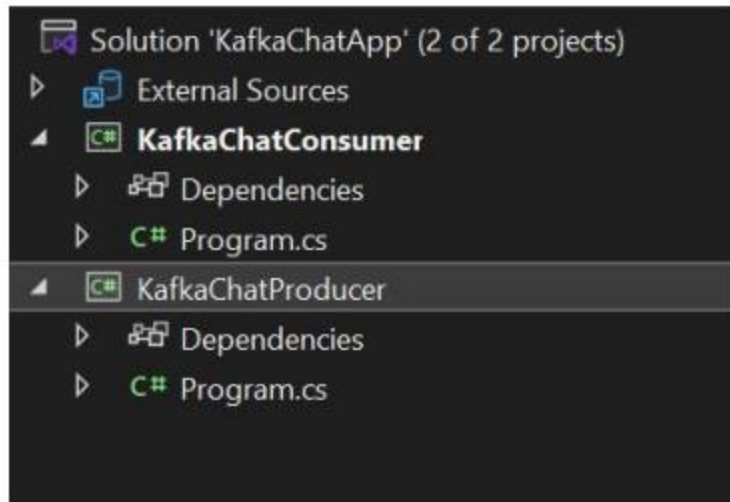 Solution 'KafkaChatApp' (2 of 2 projects)
External Sources
C# KafkaChatConsumer
Dependencies
C# Program.cs
C# KafkaChatProducer
Dependencies
C# Program.cs